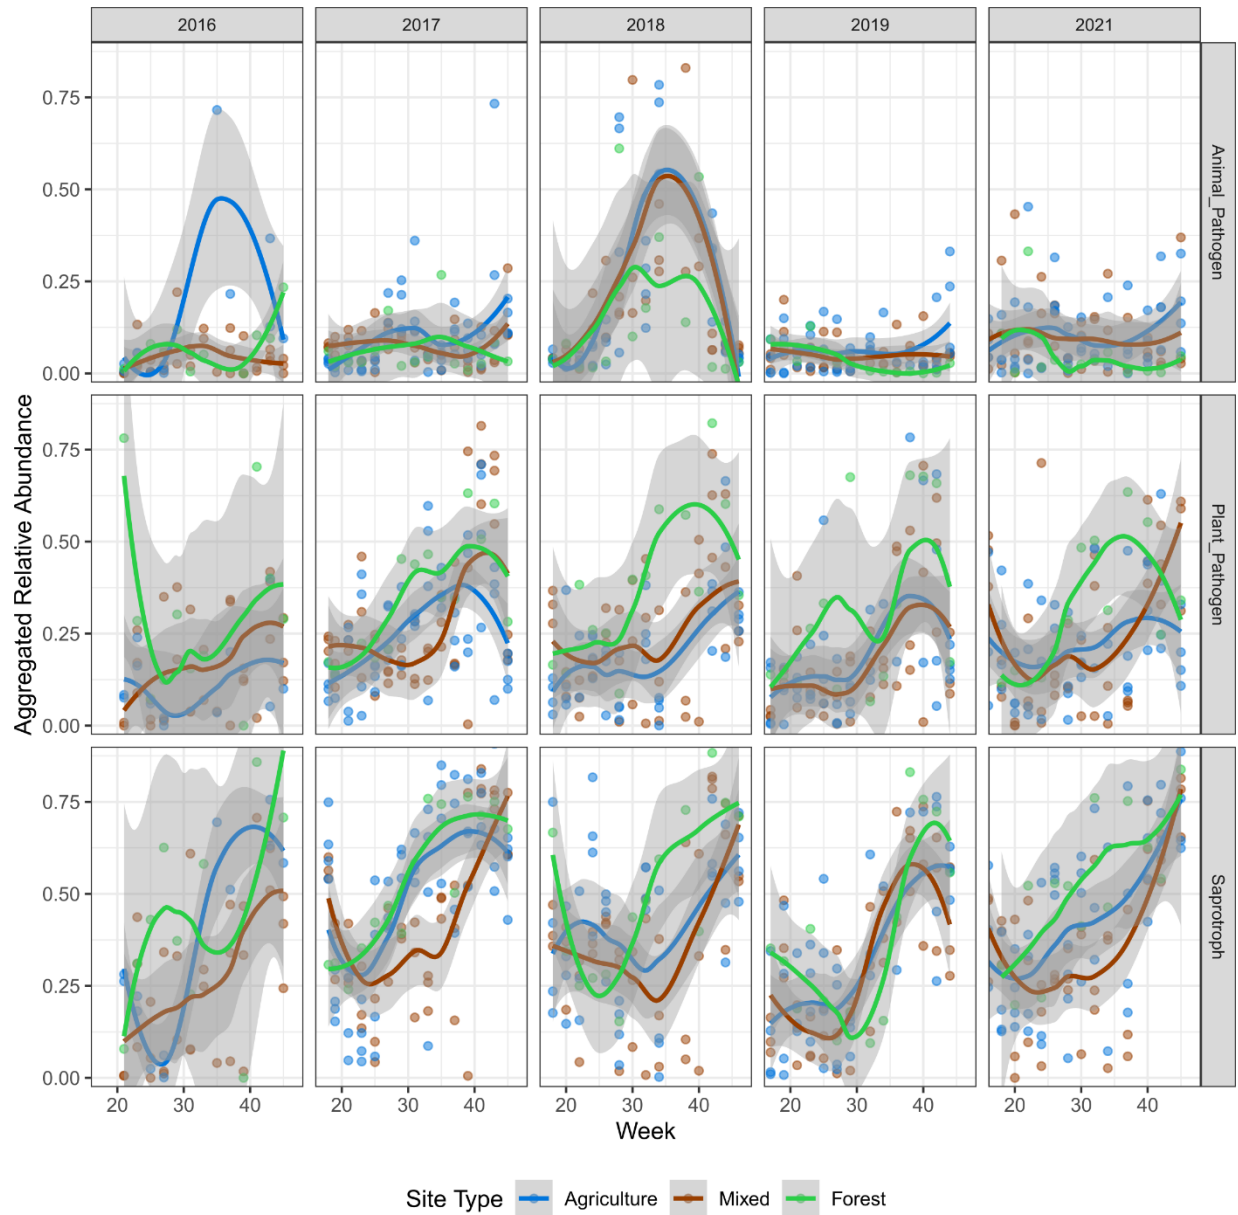 2016 2017 2018 2019 2021
Aggregated Relative Abundance
0.75
0.50
0.25
0.00
Animal_Pathogen
0.75
0.50
0.25
0.00
Plant_Pathogen
0.75
0.50
0.25
0.00
Saprotroph
20 30 40 20 30 40 20 30 40 20 30 40 20 30 40
Week
Site Type Agriculture Mixed Forest